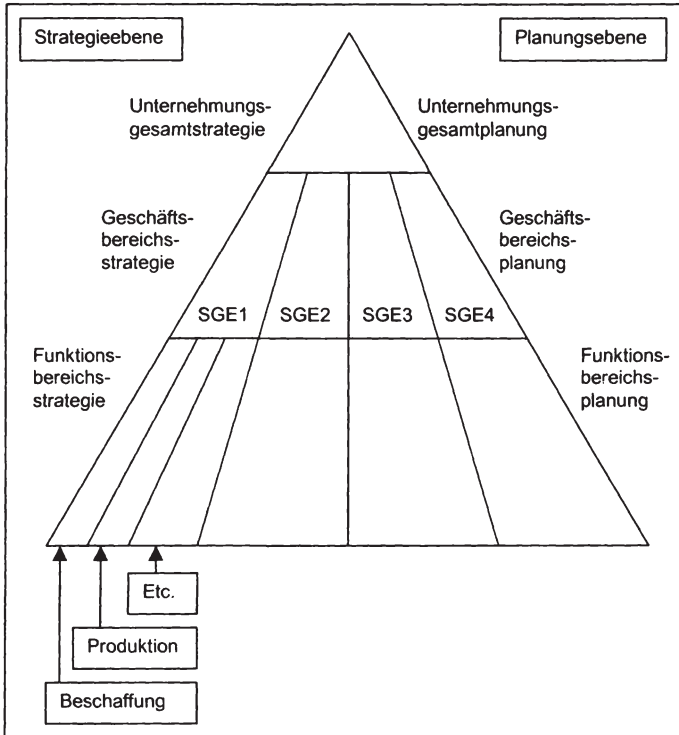 Strategieebene
Planungsebene
Unternehmungs-
gesamtstrategie
Unternehmungs-
gesamtplanung
Geschäfts-
bereichs-
strategie
Geschäfts-
bereichs-
planung
SGE1 SGE2 SGE3 SGE4
Funktions-
bereichs-
strategie
Funktions-
bereichs-
planung
Etc.
Produktion
Beschaffung